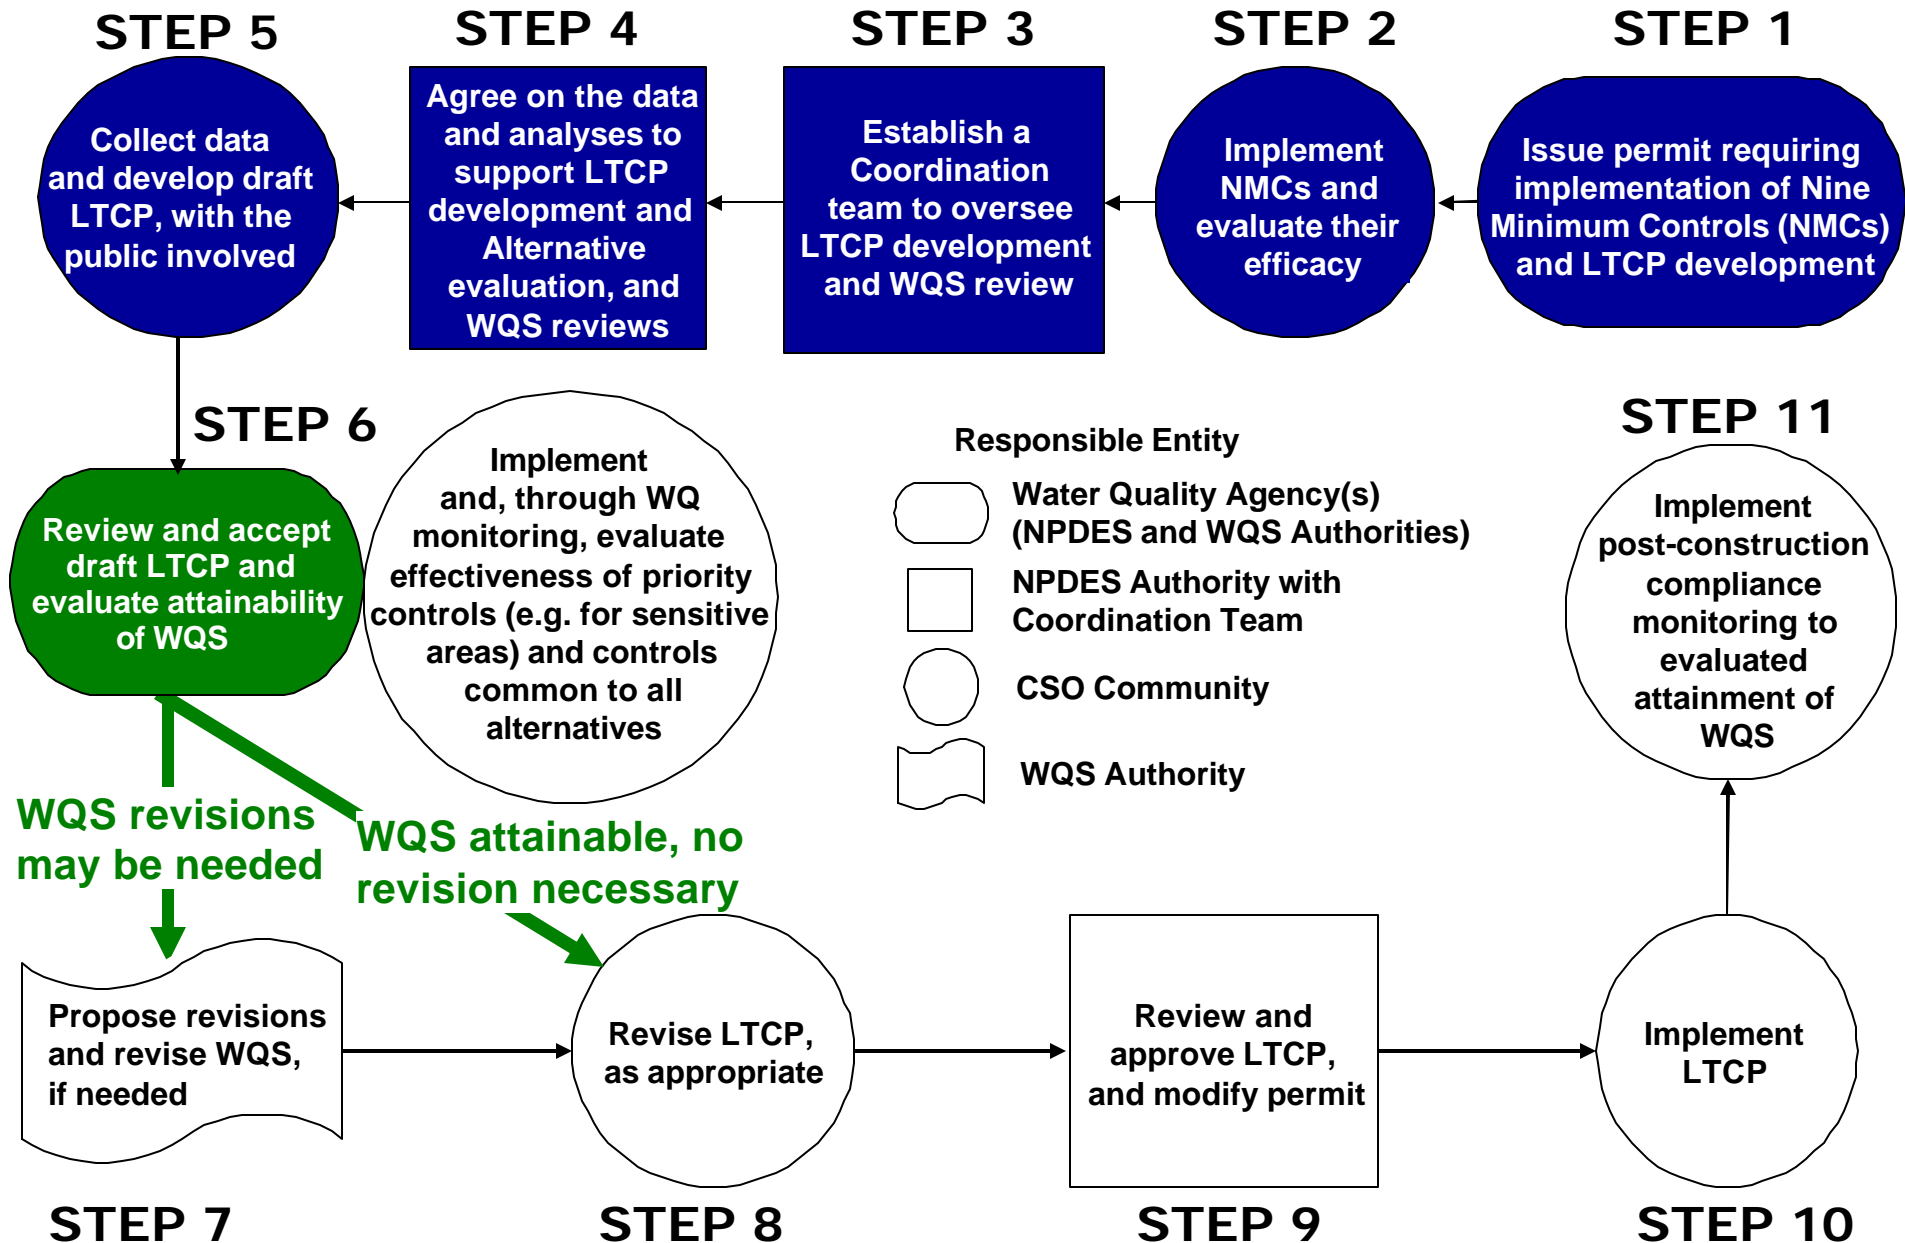 STEP 5
STEP 4
STEP 3
STEP 2
STEP 1
Collect data
and develop draft
LTCP, with the
public involved
Agree on the data
and analyses to
support LTCP
development and
Alternative
evaluation, and
WQS reviews
Establish a
Coordination
team to oversee
LTCP development
and WQS review
Implement
NMCs and
evaluate their
efficacy
Issue permit requiring
implementation of Nine
Minimum Controls (NMCs)
and LTCP development
STEP 6
Review and accept
draft LTCP and
evaluate attainability
of WQS
Implement
and, through WQ
monitoring, evaluate
effectiveness of priority
controls (e.g. for sensitive
areas) and controls
common to all
alternatives
Responsible Entity
Water Quality Agency(s)
(NPDES and WQS Authorities)
NPDES Authority with
Coordination Team
CSO Community
WQS Authority
STEP 11
Implement
post-construction
compliance
monitoring to
evaluated
attainment of
WQS
WQS revisions
may be needed
WQS attainable, no
revision necessary
Propose revisions
and revise WQS,
if needed
Revise LTCP,
as appropriate
Review and
approve LTCP,
and modify permit
Implement
LTCP
STEP 7
STEP 8
STEP 9
STEP 10